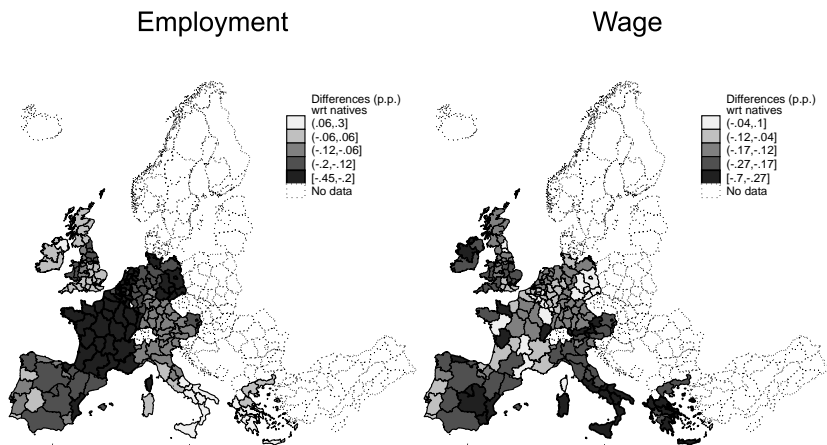 Employment
Differences (p.p.)
wrt natives
(.06,.3]
(-.06,.06]
(-.12,-.06]
(-.2,-.12]
[-.45,-.2]
No data
Wage
Differences (p.p.)
wrt natives
(-.04,.1]
(-.12,-.04]
(-.17,-.12]
(-.27,-.17]
[-.7,-.27]
No data